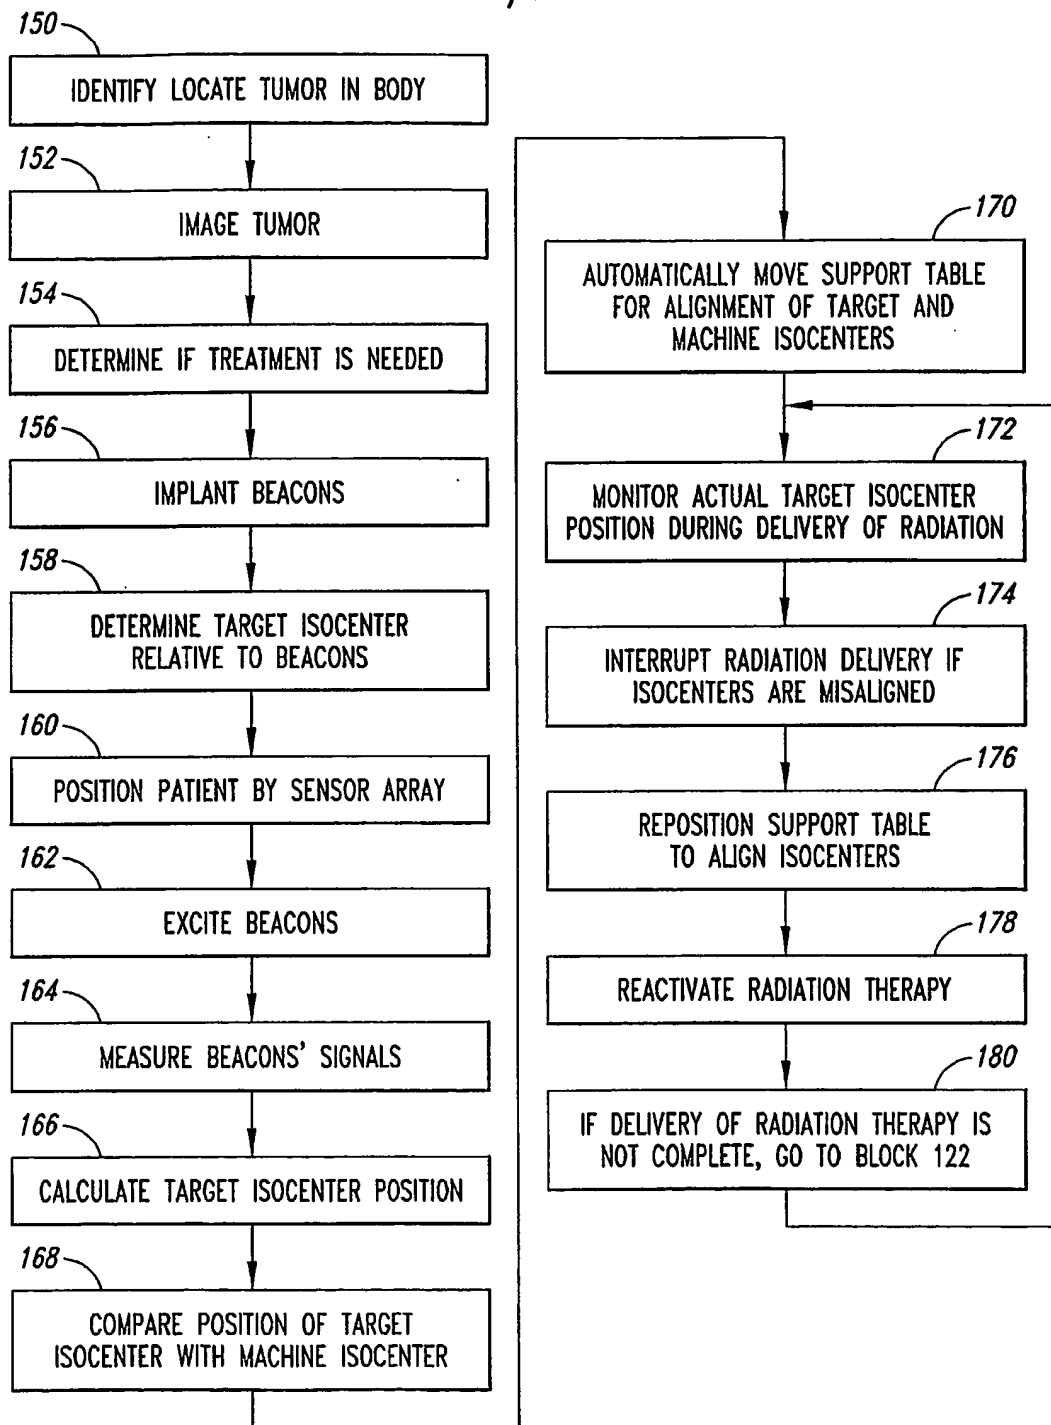 150
IDENTIFY LOCATE TUMOR IN BODY
152
IMAGE TUMOR
154
DETERMINE IF TREATMENT IS NEEDED
156
IMPLANT BEACONS
158
DETERMINE TARGET ISOCENTER
RELATIVE TO BEACONS
160
POSITION PATIENT BY SENSOR ARRAY
162
EXCITE BEACONS
164
MEASURE BEACONS' SIGNALS
166
CALCULATE TARGET ISOCENTER POSITION
168
COMPARE POSITION OF TARGET
ISOCENTER WITH MACHINE ISOCENTER
170
AUTOMATICALLY MOVE SUPPORT TABLE
FOR ALIGNMENT OF TARGET AND
MACHINE ISOCENTERS
172
MONITOR ACTUAL TARGET ISOCENTER
POSITION DURING DELIVERY OF RADIATION
174
INTERRUPT RADIATION DELIVERY IF
ISOCENTERS ARE MISALIGNED
176
REPOSITION SUPPORT TABLE
TO ALIGN ISOCENTERS
178
REACTIVATE RADIATION THERAPY
180
IF DELIVERY OF RADIATION THERAPY IS
NOT COMPLETE, GO TO BLOCK 122